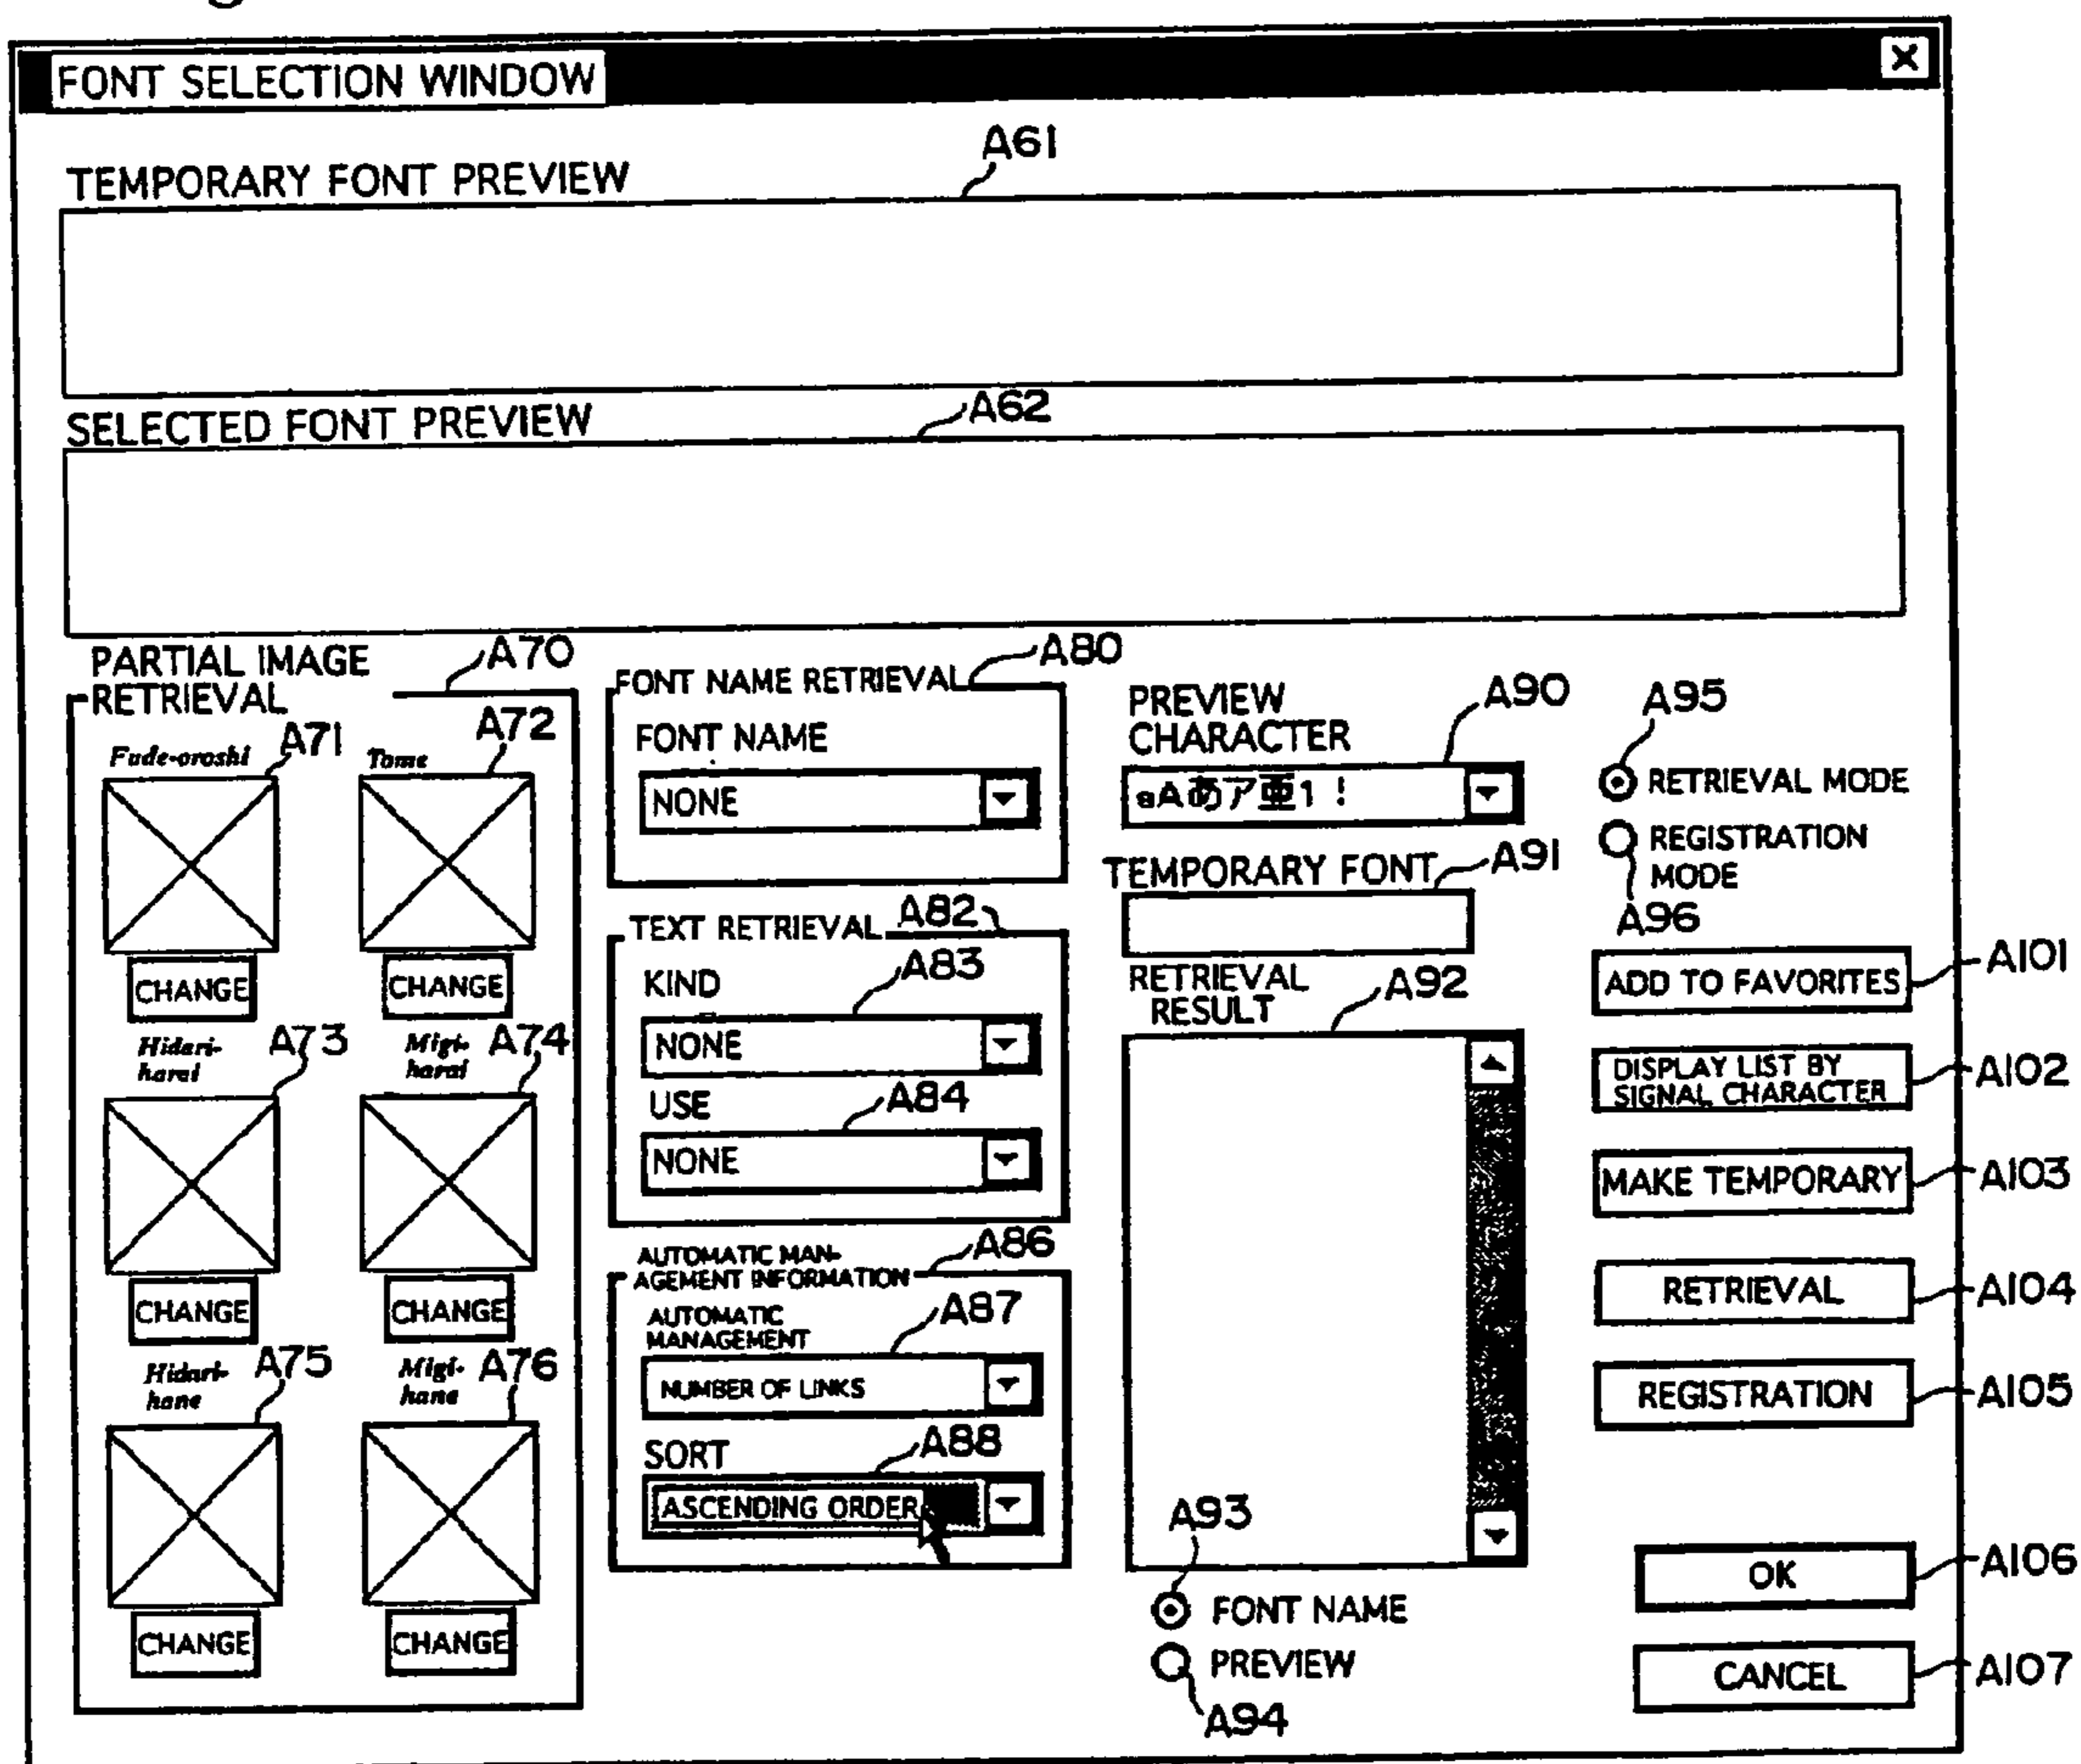 FONT SELECTION WINDOW
X
A61
TEMPORARY FONT PREVIEW
A62
SELECTED FONT PREVIEW
PARTIAL IMAGE
RETRIEVAL
A70
A71
Fude-oroshi
A72
Tome
CHANGE
CHANGE
Hidari-
harai
A73
Migi-
harai
A74
CHANGE
CHANGE
Hidari-
hane
A75
Migi-
hane
A76
CHANGE
CHANGE
A80
FONT NAME RETRIEVAL
FONT NAME
NONE
TEXT RETRIEVAL
A82
KIND
A83
NONE
USE
A84
NONE
AUTOMATIC MAN-
AGEMENT INFORMATION
A86
AUTOMATIC
MANAGEMENT
A87
NUMBER OF LINKS
SORT
A88
ASCENDING ORDER
PREVIEW
CHARACTER
A90
aAあア亜1!
TEMPORARY FONT
A91
RETRIEVAL
RESULT
A92
A93
FONT NAME
PREVIEW
A94
A95
RETRIEVAL MODE
REGISTRATION
MODE
A96
ADD TO FAVORITES
A101
DISPLAY LIST BY
SIGNAL CHARACTER
A102
MAKE TEMPORARY
A103
RETRIEVAL
A104
REGISTRATION
A105
OK
A106
CANCEL
A107